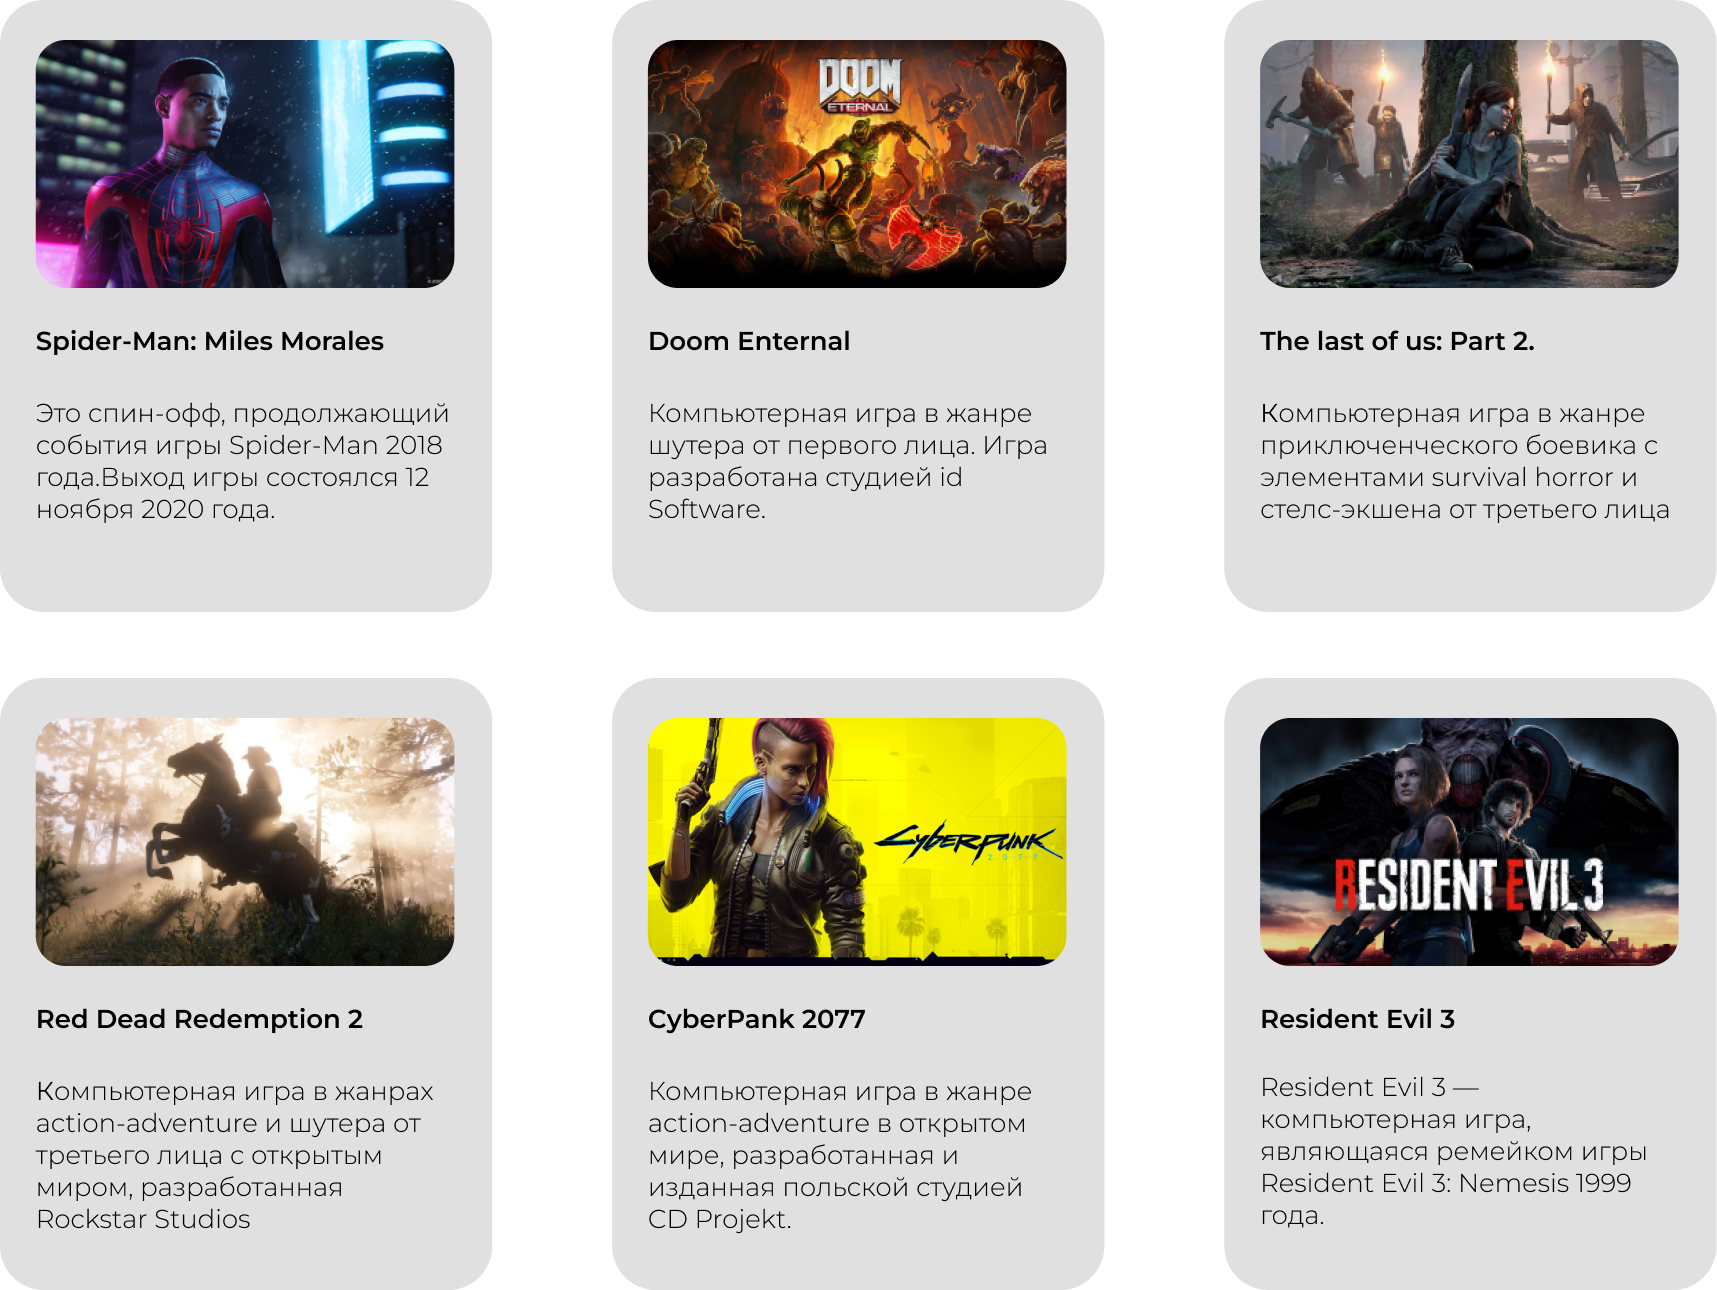 DOOM
ETERNAL
Spider-Man: Miles Morales
Это спин-офф, продолжающий
события игры Spider-Man 2018
года.Выход игры состоялся 12
ноября 2020 года.
Doom Enternal
Компьютерная игра в жанре
шутера от первого лица. Игра
разработана студией id
Software.
The last of us: Part 2.
Компьютерная игра в жанре
приключенческого боевика с
элементами survival horror и
стелс-экшена от третьего лица
Red Dead Redemption 2
Компьютерная игра в жанрах
action-adventure и шутера от
третьего лица с открытым
миром, разработанная
Rockstar Studios
Cyberpunk
2077
CyberPank 2077
Компьютерная игра в жанре
action-adventure в открытом
мире, разработанная и
изданная польской студией
CD Projekt.
RESIDENT EVIL 3
Resident Evil 3
Resident Evil 3 —
компьютерная игра,
являющаяся ремейком игры
Resident Evil 3: Nemesis 1999
года.